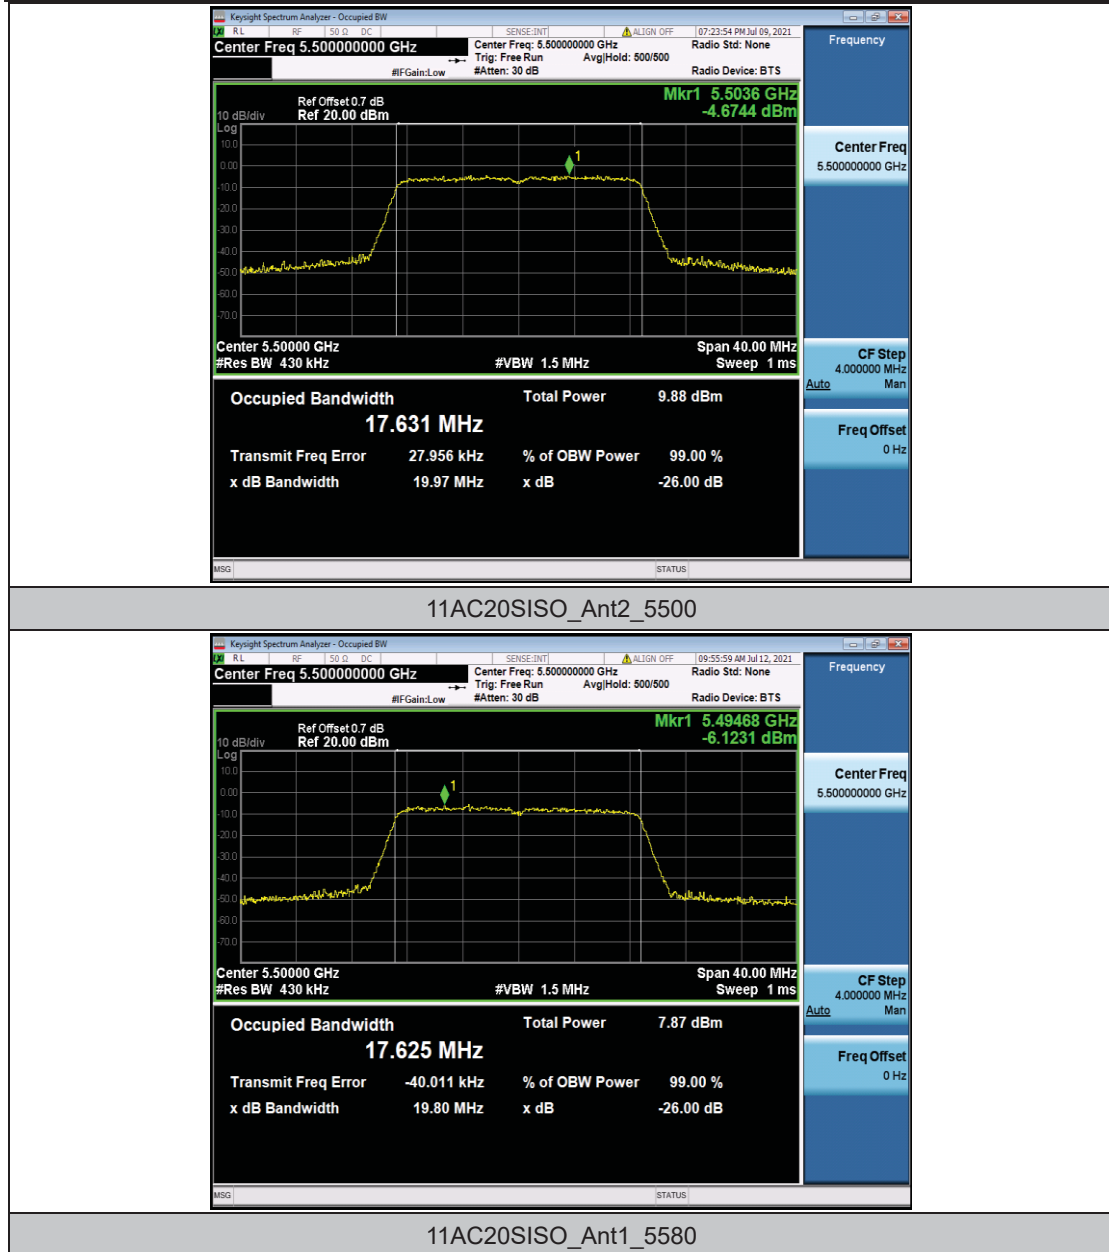 Keysight Spectrum Analyzer - Occupied BW
RL RF 50 Ω DC SENSE:INT ALIGN OFF 07:23:54 PM Jul 09, 2021
Center Freq 5.500000000 GHz
Center Freq: 5.500000000 GHz
Radio Std: None
Trig: Free Run Avg|Hold: 500/500
#IFGain:Low #Atten: 30 dB Radio Device: BTS
Frequency
Ref Offset 0.7 dB
Mkr1 5.5036 GHz
10 dB/div Ref 20.00 dBm
-4.6744 dBm
Log
10.0
0.00
-10.0
-20.0
-30.0
-40.0
-50.0
-60.0
-70.0
1
Center 5.50000 GHz Span 40.00 MHz
#Res BW 430 kHz #VBW 1.5 MHz Sweep 1 ms
Center Freq
5.500000000 GHz
CF Step
4.000000 MHz
Auto Man
Freq Offset
0 Hz
Occupied Bandwidth Total Power 9.88 dBm
17.631 MHz
Transmit Freq Error 27.956 kHz % of OBW Power 99.00 %
x dB Bandwidth 19.97 MHz x dB -26.00 dB
MSG STATUS
11AC20SISO_Ant2_5500
Keysight Spectrum Analyzer - Occupied BW
RL RF 50 Ω DC SENSE:INT ALIGN OFF 09:55:59 AM Jul 12, 2021
Center Freq 5.500000000 GHz
Center Freq: 5.500000000 GHz
Radio Std: None
Trig: Free Run Avg|Hold: 500/500
#IFGain:Low #Atten: 30 dB Radio Device: BTS
Frequency
Ref Offset 0.7 dB
Mkr1 5.49468 GHz
10 dB/div Ref 20.00 dBm
-6.1231 dBm
Log
10.0
0.00
-10.0
-20.0
-30.0
-40.0
-50.0
-60.0
-70.0
1
Center 5.50000 GHz Span 40.00 MHz
#Res BW 430 kHz #VBW 1.5 MHz Sweep 1 ms
Center Freq
5.500000000 GHz
CF Step
4.000000 MHz
Auto Man
Freq Offset
0 Hz
Occupied Bandwidth Total Power 7.87 dBm
17.625 MHz
Transmit Freq Error -40.011 kHz % of OBW Power 99.00 %
x dB Bandwidth 19.80 MHz x dB -26.00 dB
MSG STATUS
11AC20SISO_Ant1_5580